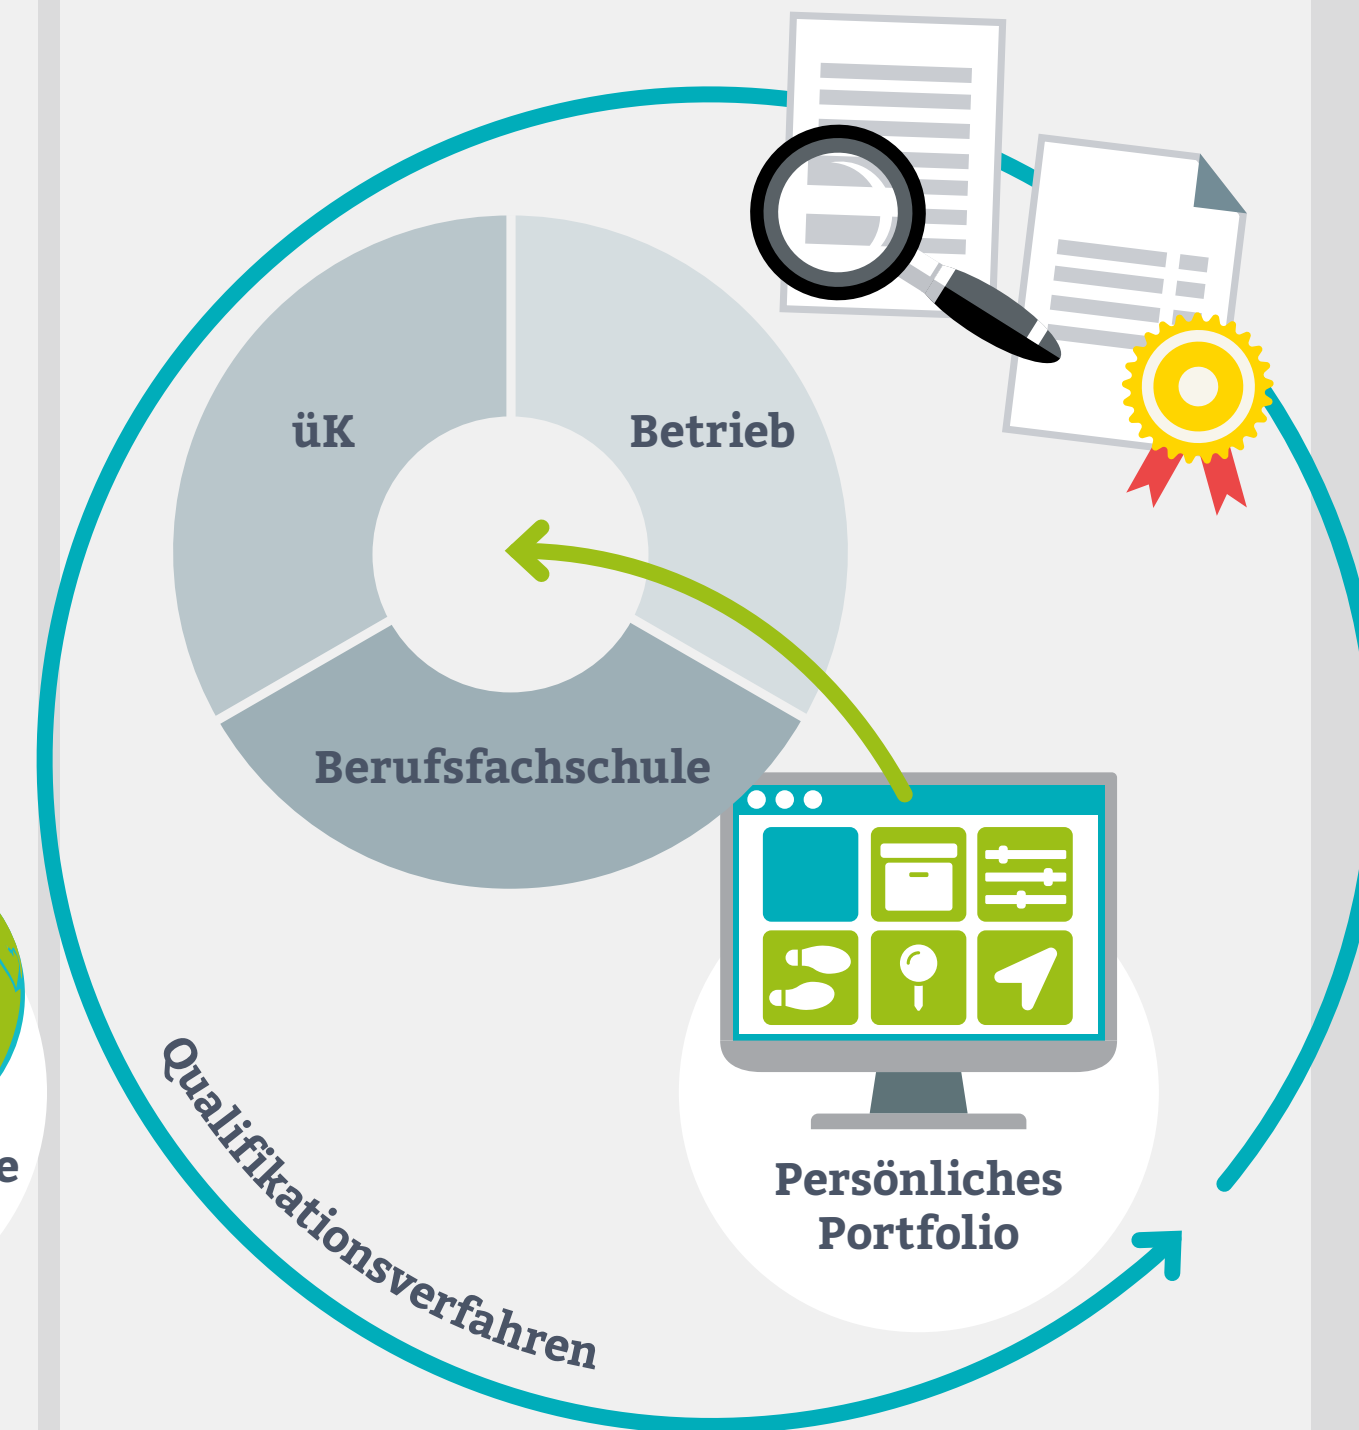 üK
Betrieb
Berufsfachschule
Persönliches
Portfolio
Qualifikationsverfahren
e